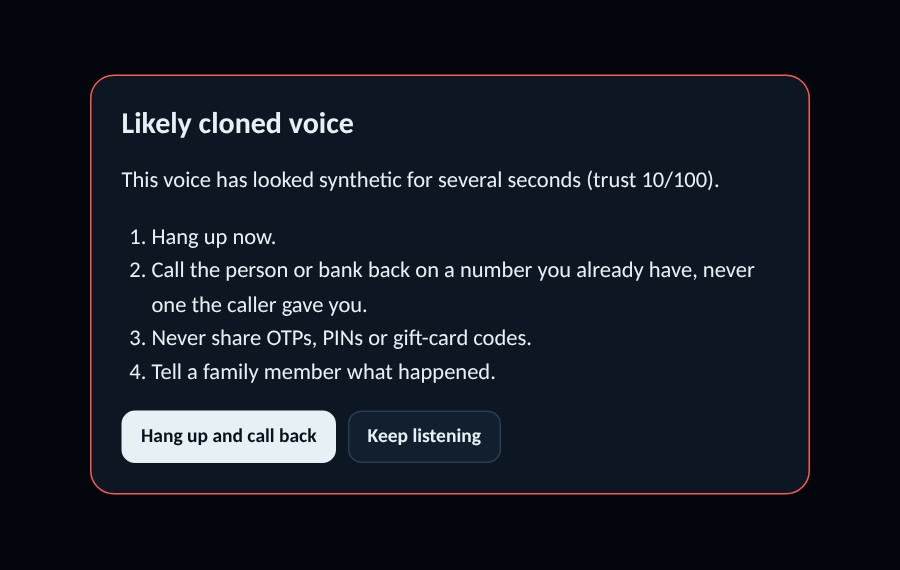 Likely cloned voice
This voice has looked synthetic for several seconds (trust 10/100).
1. Hang up now.
2. Call the person or bank back on a number you already have, never
one the caller gave you.
3. Never share OTPs, PINs or gift-card codes.
4. Tell a family member what happened.
Hang up and call back
Keep listening